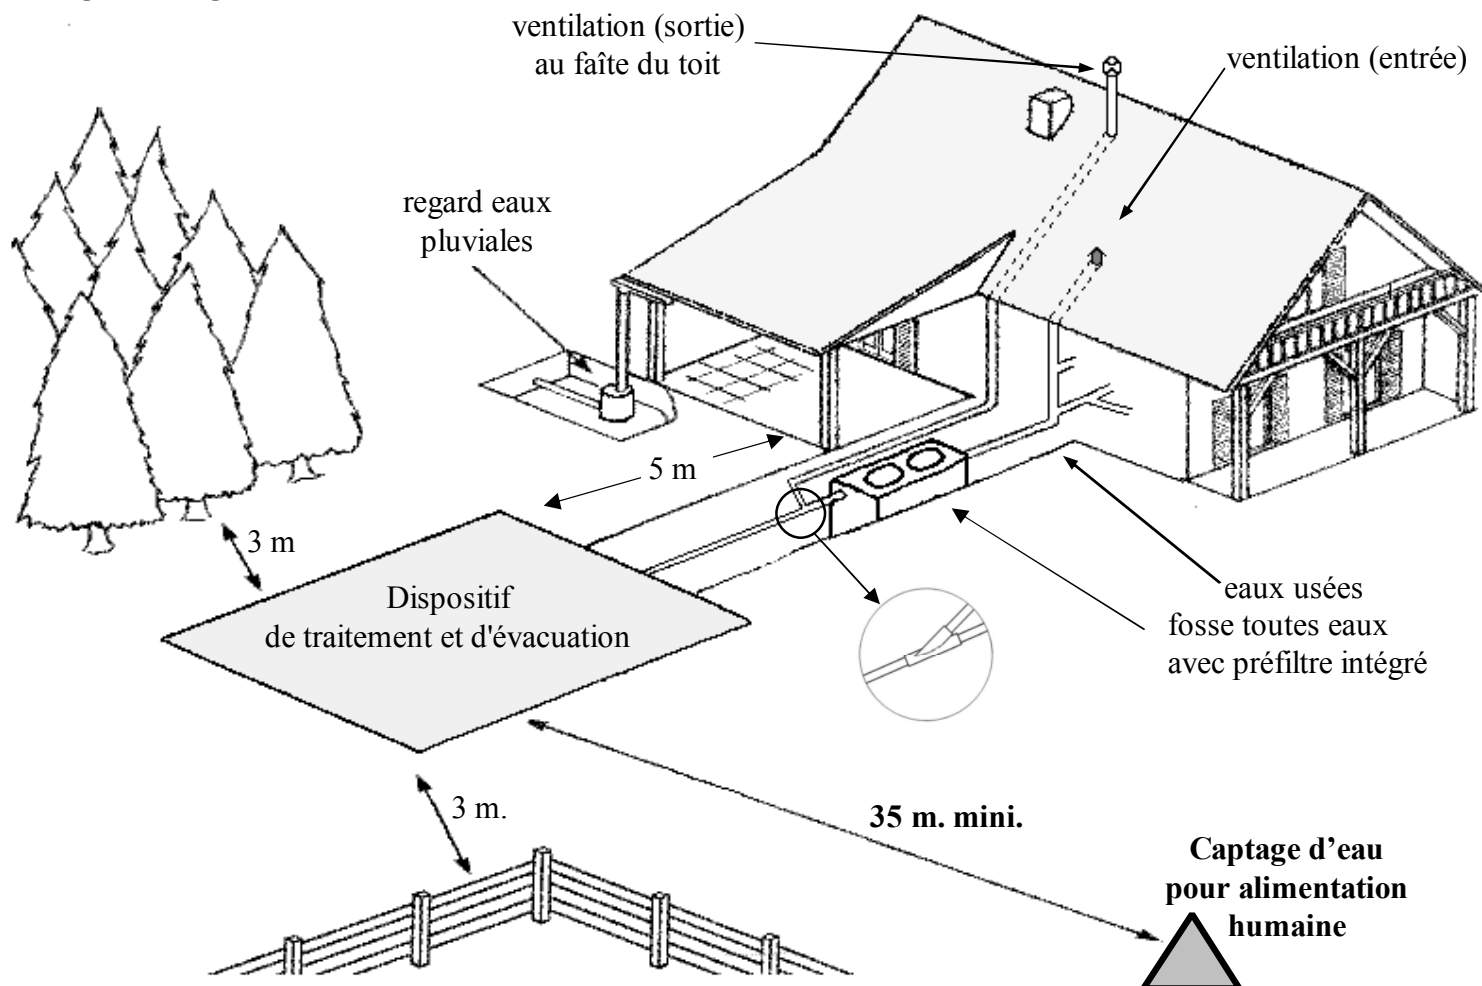 ventilation (sortie)
au faîte du toit
ventilation (entrée)
regard eaux
pluviales
5 m
3 m
Dispositif
de traitement et d'évacuation
eaux usées
fosse toutes eaux
avec préfiltre intégré
3 m.
35 m. mini.
Captage d’eau
pour alimentation
humaine